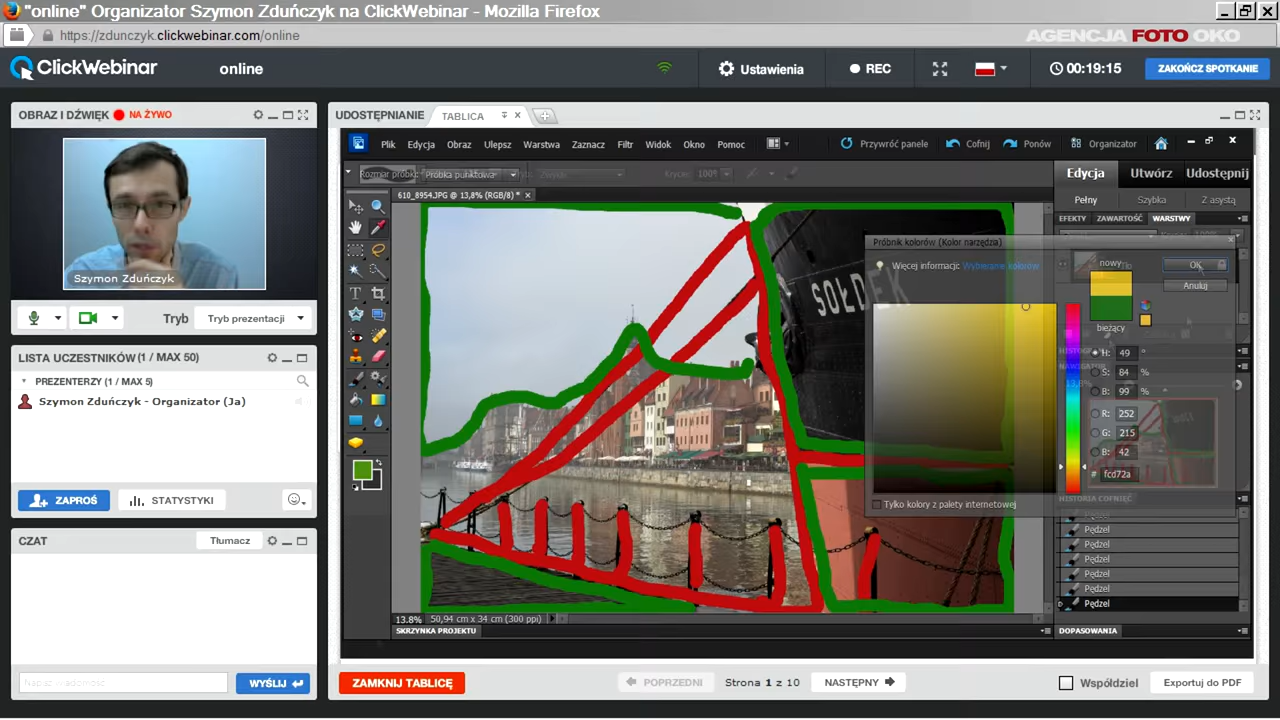 "online" Organizator Szymon Zduńczyk na ClickWebinar - Mozilla Firefox
https://zdunczyk.clickwebinar.com/online
AGENCJA FOTO OKO
ClickWebinar
online
Ustawienia
REC
00:19:15
ZAKOŃCZ SPOTKANIE
OBRAZ I DŹWIĘK
NA ŻYWO
Szymon Zduńczyk
Tryb
Tryb prezentacji
LISTA UCZESTNIKÓW (1 / MAX 50)
PREZENTERZY (1 / MAX 5)
Szymon Zduńczyk - Organizator (Ja)
ZAPROŚ
STATYSTYKI
CZAT
Tłumacz
Napisz wiadomość
WYŚLIJ
UDOSTĘPNIANIE
TABLICA
Plik Edycja Obraz Ulepsz Warstwa Zaznacz Filtr Widok Okno Pomoc
Przywróć panele
Cofnij
Ponów
Organizator
Rozmiar próbki:
Próbka punktowa
Edycja
Utwórz
Udostępnij
Pełny
Szybka
Z asystą
610_8954.JPG @ 13,8% (RGB/8) *
EFEKTY
ZAWARTOŚĆ
WARSTWY
SOŁDEK
Próbnik kolorów (Kolor narzędzia)
Więcej informacji: Wybieranie kolorów
nowy
bieżący
OK
Anuluj
H: 49 °
S: 84 %
B: 99 %
R: 252
G: 215
B: 42
# fcd72a
Tylko kolory z palety internetowej
HISTORIA COFNIĘĆ
Pędzel
Pędzel
Pędzel
Pędzel
Pędzel
Pędzel
13.8%
50,94 cm x 34 cm (300 ppi)
SKRZYNKA PROJEKTU
DOPASOWANIA
ZAMKNIJ TABLICĘ
POPRZEDNI
Strona 1 z 10
NASTĘPNY
Współdziel
Exportuj do PDF